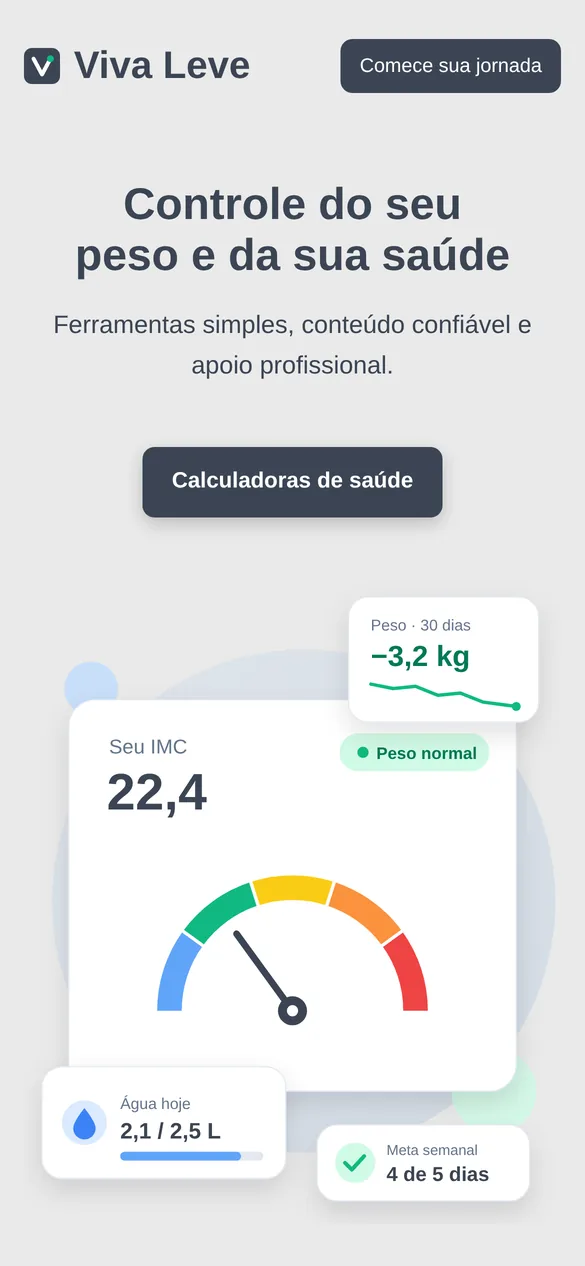 Viva Leve
Comece sua jornada
Controle do seu
peso e da sua saúde
Ferramentas simples, conteúdo confiável e
apoio profissional.
Calculadoras de saúde
Peso · 30 dias
−3,2 kg
Seu IMC
Peso normal
22,4
Água hoje
2,1 / 2,5 L
Meta semanal
4 de 5 dias